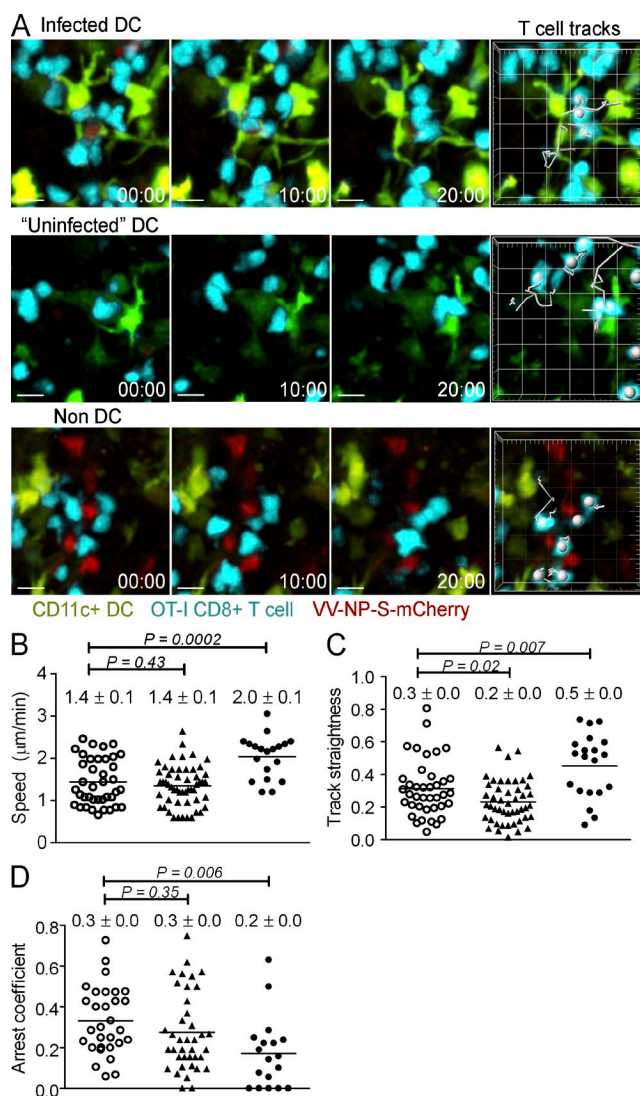 A
Infected DC
T cell tracks
00:00
10:00
20:00
"Uninfected" DC
00:00
10:00
20:00
Non DC
00:00
10:00
20:00
CD11c+ DC OT-I CD8+ T cell VV-NP-S-mCherry
B
P = 0.0002
P = 0.43
1.4 ± 0.1 1.4 ± 0.1 2.0 ± 0.1
Speed (μm/min)
4
3
2
1
0
C
P = 0.007
P = 0.02
0.3 ± 0.0 0.2 ± 0.0 0.5 ± 0.0
Track straightness
1.0
0.8
0.6
0.4
0.2
0.0
D
P = 0.006
P = 0.35
0.3 ± 0.0 0.3 ± 0.0 0.2 ± 0.0
Arrest coefficient
0.8
0.6
0.4
0.2
0.0